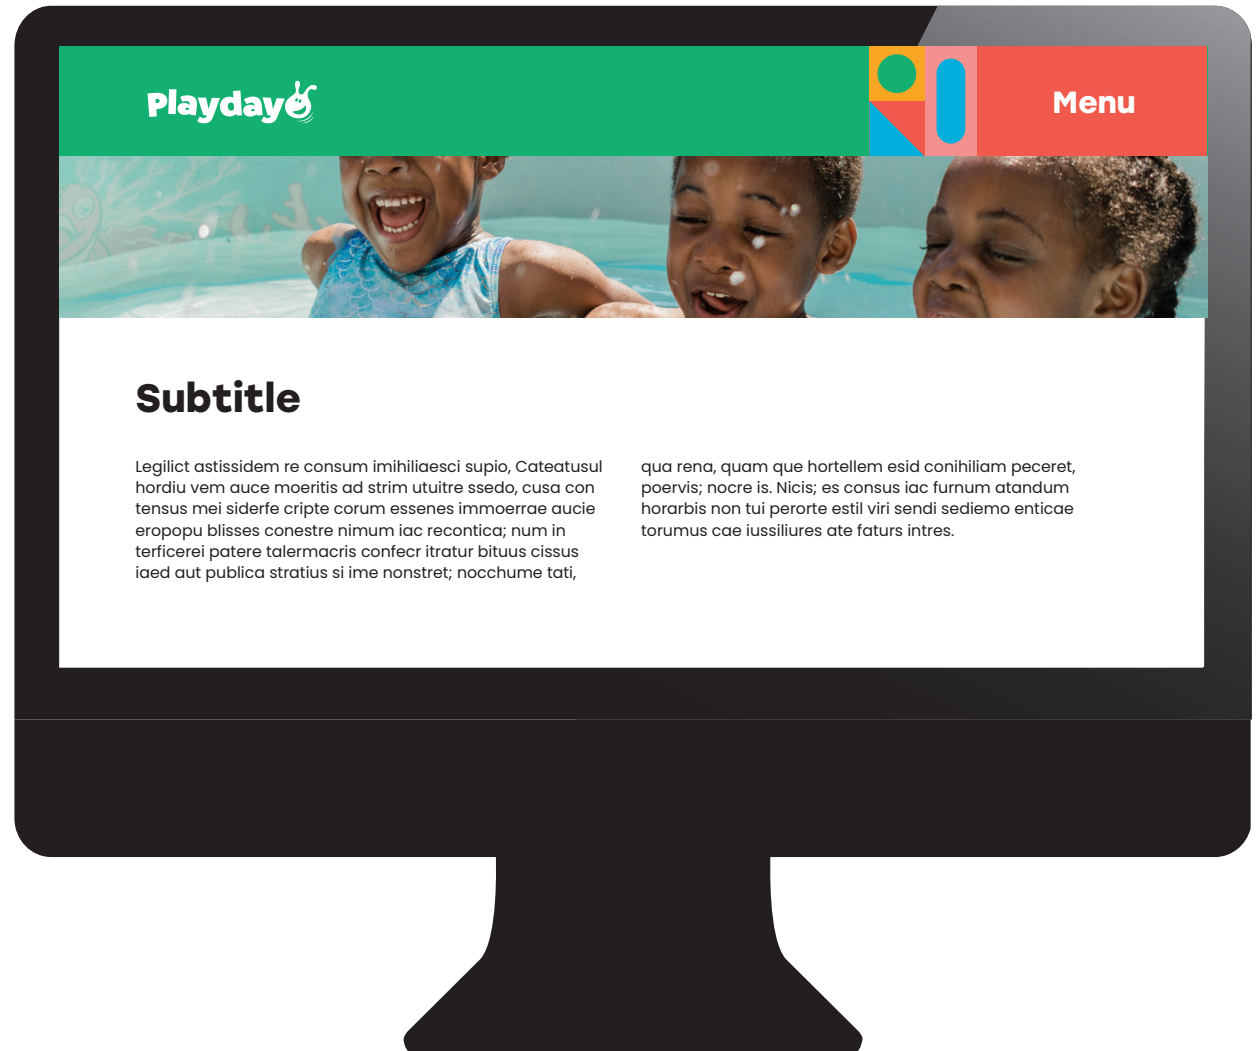 Playday
Menu
Subtitle
Legilict astissidem re consum imihiliaesci supio, Cateatusul
hordiu vem auce moeritis ad strim utuitre ssedo, cusa con
tensus mei siderfe cripte corum essenes immoerrae aucie
eropopu blisses conestre nimum iac recontica; num in
terficerei patere talermacris confecr itratur bituus cissus
iaed aut publica stratius si ime nonstret; nocchume tati,
qua rena, quam que hortellem esid conihiliam peceret,
poervis; nocre is. Nicis; es consus iac furnum atandum
horarbis non tui perorte estil viri sendi sediemo enticae
torumus cae iussiliures ate faturs intres.